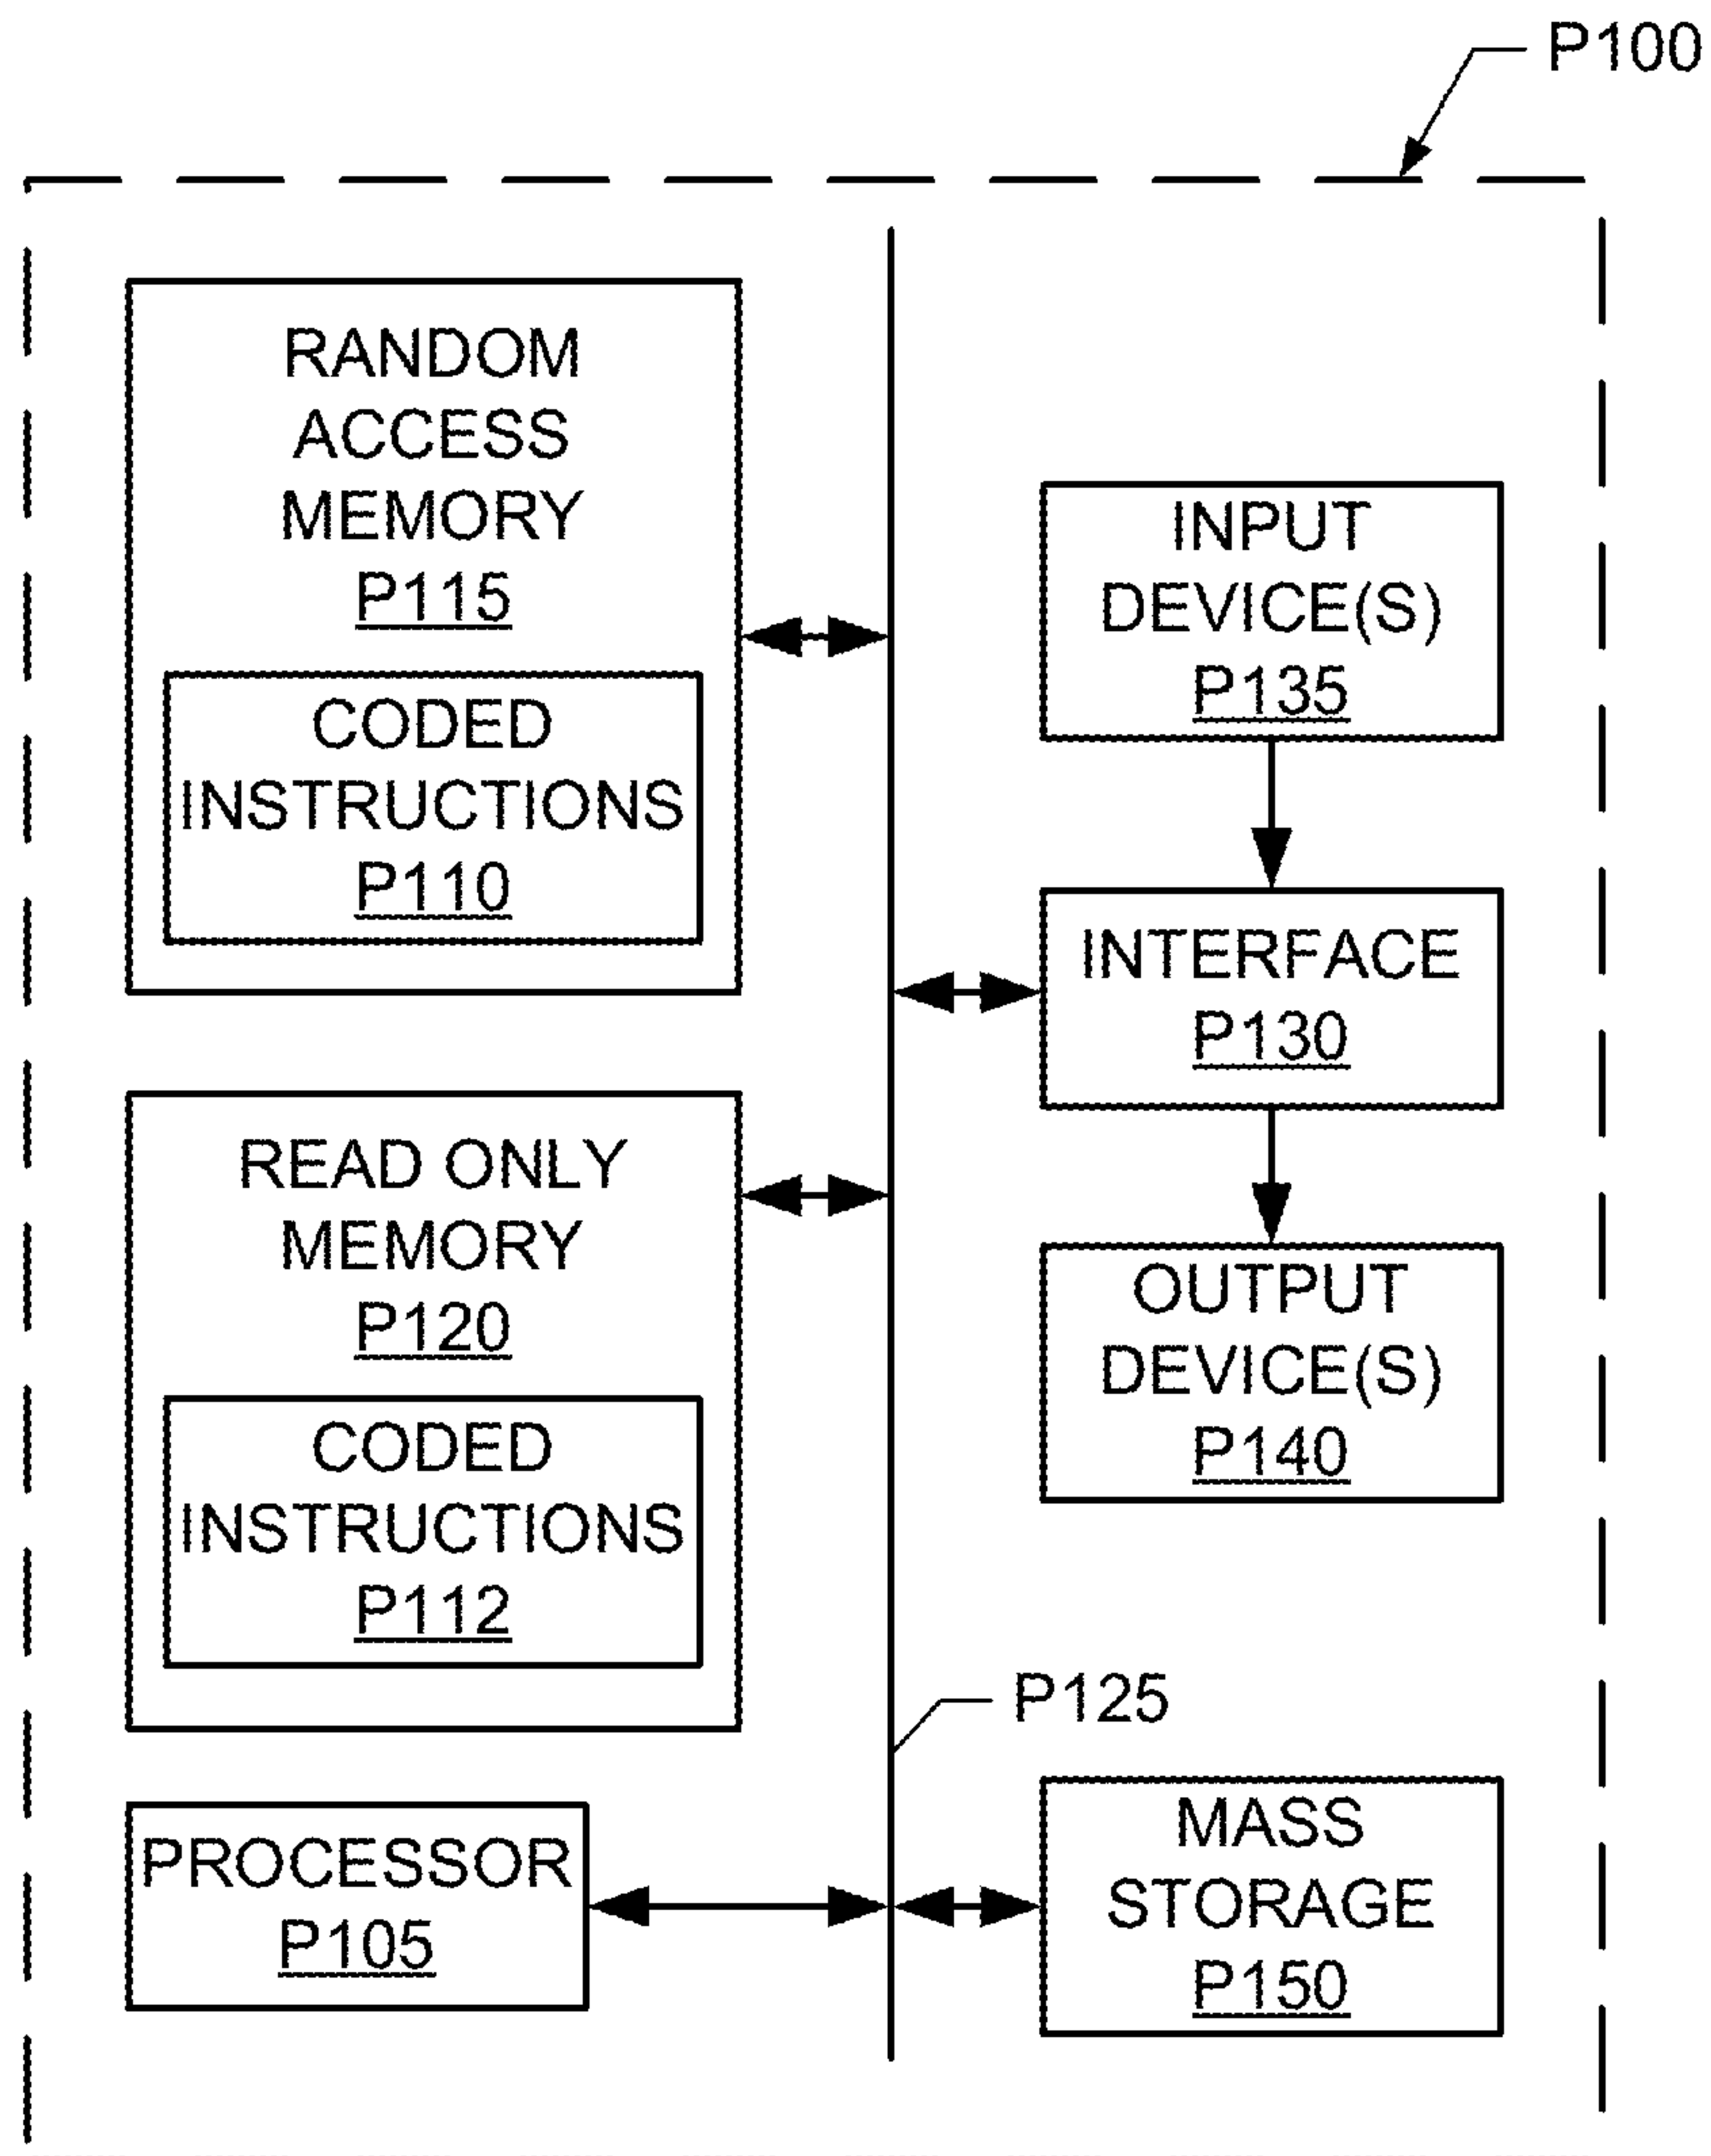 P100
RANDOM
ACCESS
MEMORY
P115
CODED
INSTRUCTIONS
P110
READ ONLY
MEMORY
P120
CODED
INSTRUCTIONS
P112
PROCESSOR
P105
INPUT
DEVICE(S)
P135
INTERFACE
P130
OUTPUT
DEVICE(S)
P140
P125
MASS
STORAGE
P150